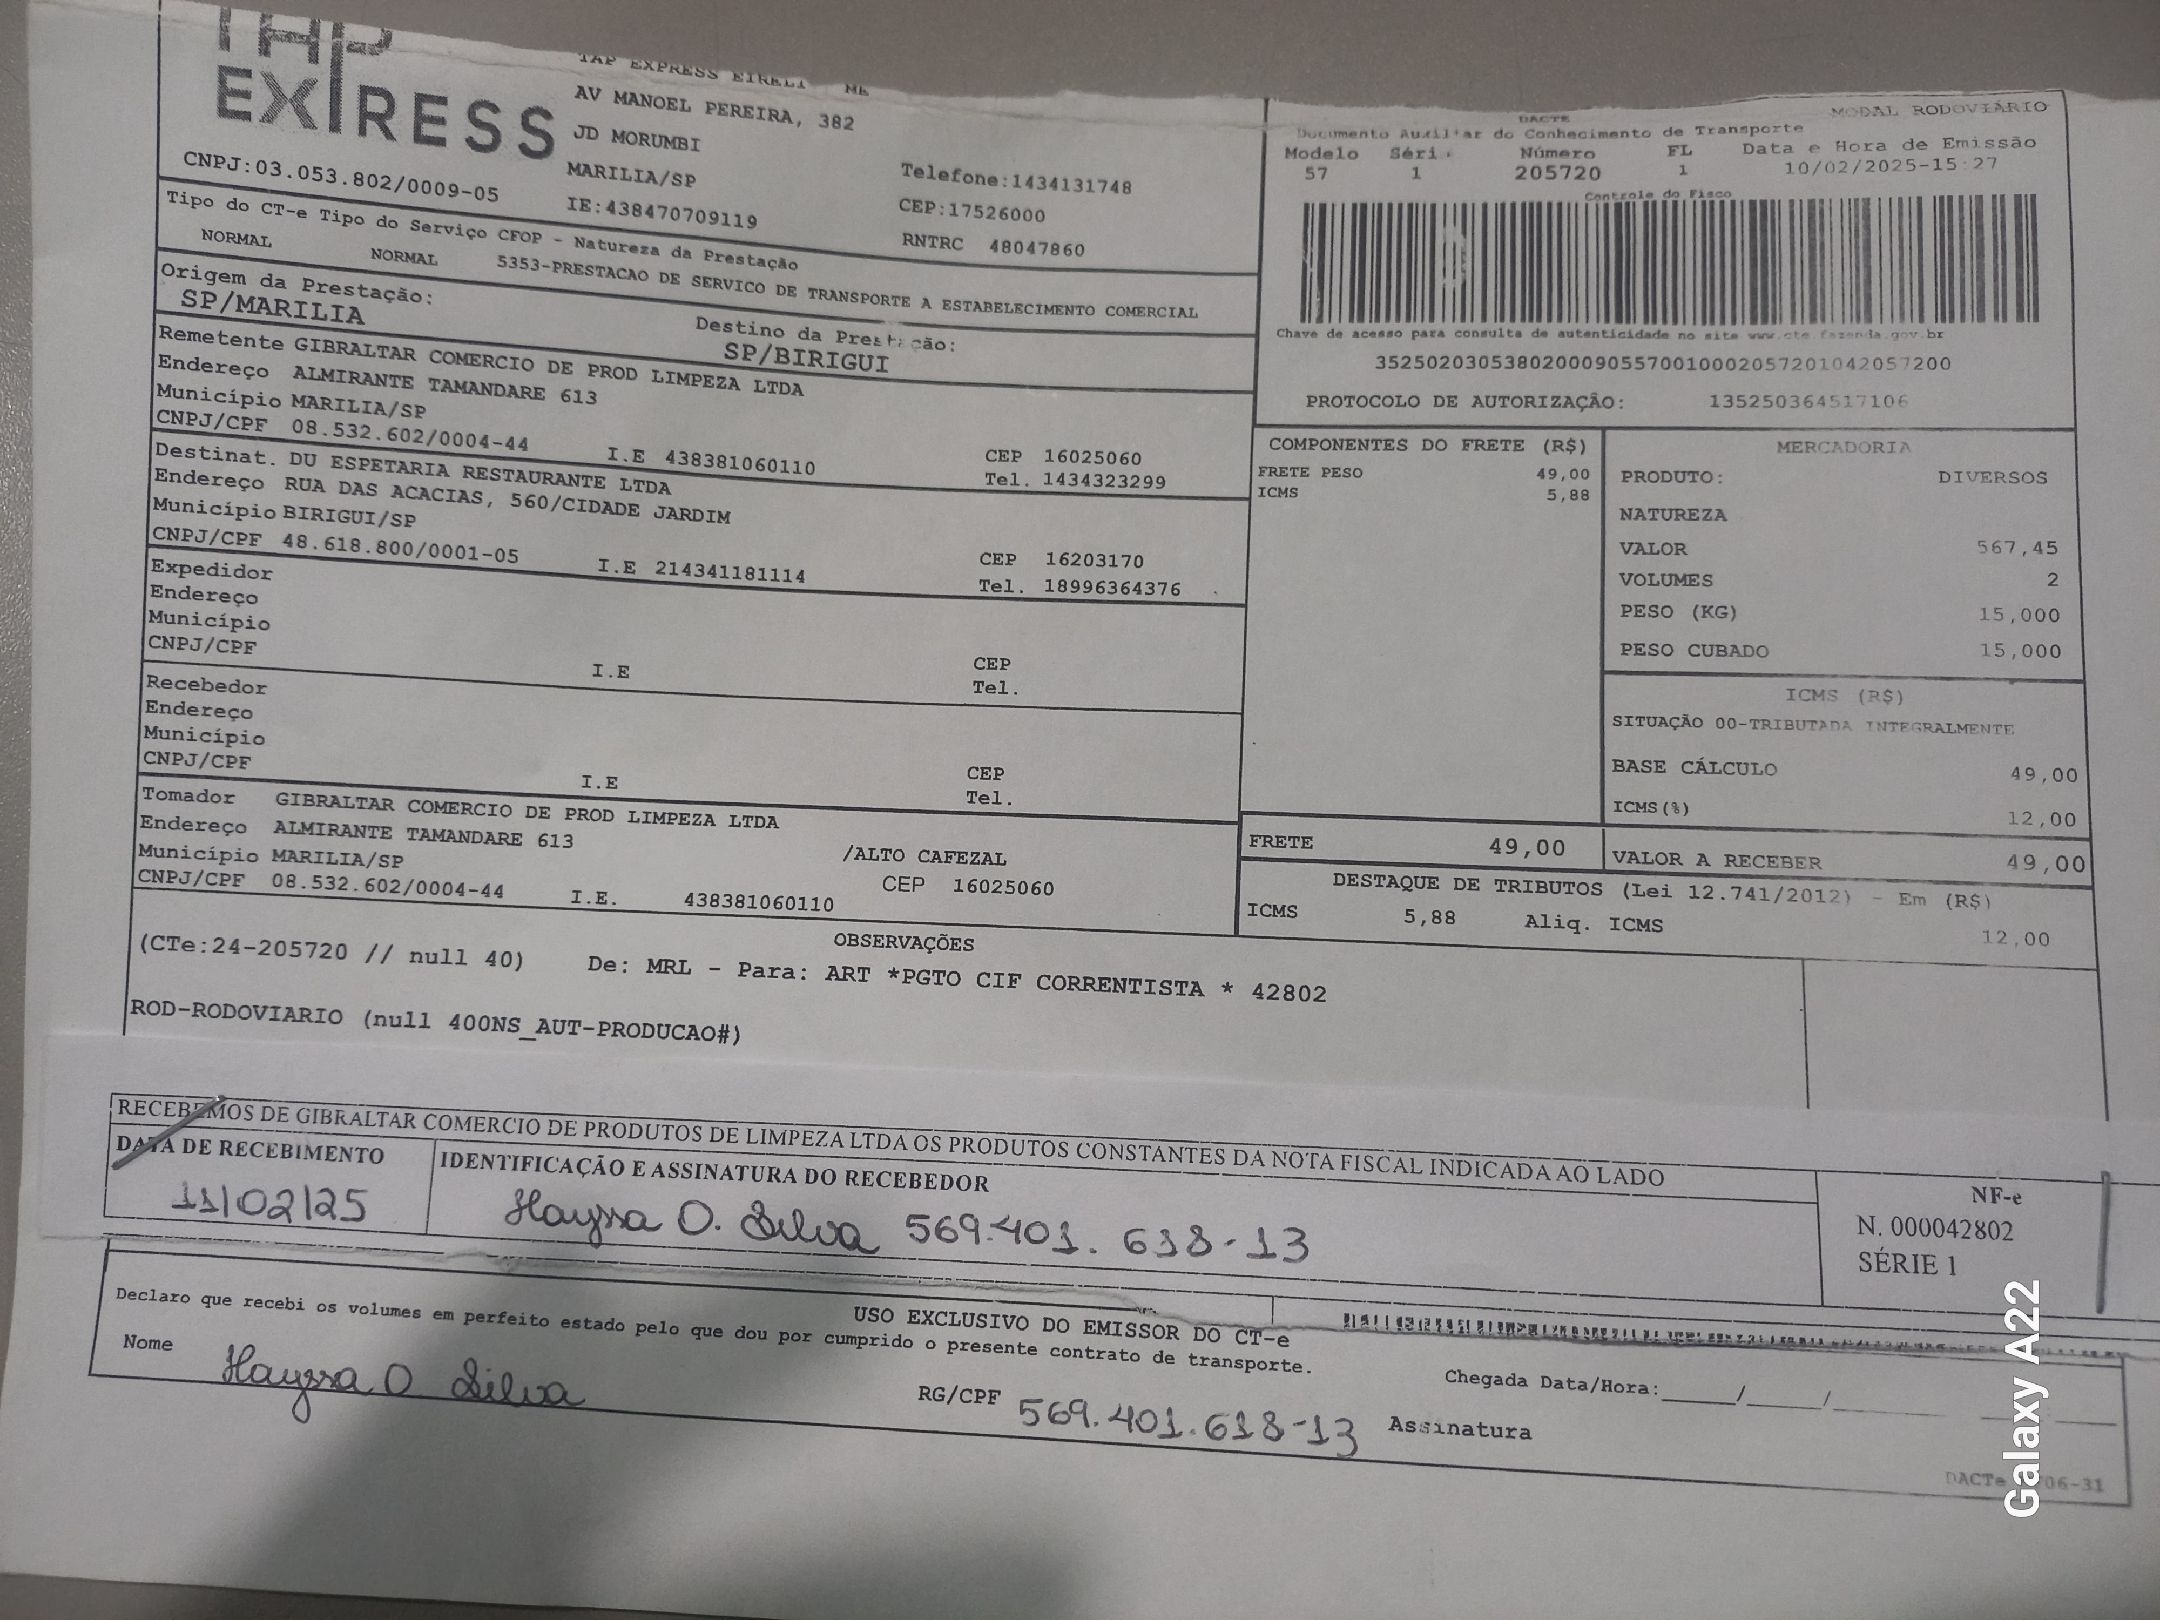 TAP
EXPRESS
TAP EXPRESS EIRELI ME
AV MANOEL PEREIRA, 382
JD MORUMBI
MARILIA/SP
CNPJ:03.053.802/0009-05
IE:438470709119
Telefone:1434131748
CEP:17526000
RNTRC 48047860
MODAL RODOVIÁRIO
DACTE
Documento Auxiliar do Conhecimento de Transporte
Modelo Séri Número FL Data e Hora de Emissão
57 1 205720 1 10/02/2025-15:27
Controle do Fisco
Chave de acesso para consulta de autenticidade no site www.cte.fazenda.gov.br
35250203053802000905570010002057201042057200
PROTOCOLO DE AUTORIZAÇÃO: 135250364517106
Tipo do CT-e Tipo do Serviço CFOP - Natureza da Prestação
NORMAL NORMAL 5353-PRESTACAO DE SERVICO DE TRANSPORTE A ESTABELECIMENTO COMERCIAL
Origem da Prestação: Destino da Prestação:
SP/MARILIA SP/BIRIGUI
Remetente GIBRALTAR COMERCIO DE PROD LIMPEZA LTDA
Endereço ALMIRANTE TAMANDARE 613
Município MARILIA/SP CEP 16025060
CNPJ/CPF 08.532.602/0004-44 I.E 438381060110 Tel. 1434323299
Destinat. DU ESPETARIA RESTAURANTE LTDA
Endereço RUA DAS ACACIAS, 560/CIDADE JARDIM
Município BIRIGUI/SP CEP 16203170
CNPJ/CPF 48.618.800/0001-05 I.E 214341181114 Tel. 18996364376
Expedidor
Endereço
Município CEP
CNPJ/CPF I.E Tel.
Recebedor
Endereço
Município CEP
CNPJ/CPF I.E Tel.
Tomador GIBRALTAR COMERCIO DE PROD LIMPEZA LTDA
Endereço ALMIRANTE TAMANDARE 613 /ALTO CAFEZAL
Município MARILIA/SP CEP 16025060
CNPJ/CPF 08.532.602/0004-44 I.E. 438381060110
COMPONENTES DO FRETE (R$)
FRETE PESO 49,00
ICMS 5,88
MERCADORIA
PRODUTO: DIVERSOS
NATUREZA
VALOR 567,45
VOLUMES 2
PESO (KG) 15,000
PESO CUBADO 15,000
ICMS (R$)
SITUAÇÃO 00-TRIBUTADA INTEGRALMENTE
BASE CÁLCULO 49,00
ICMS(%) 12,00
FRETE 49,00 VALOR A RECEBER 49,00
DESTAQUE DE TRIBUTOS (Lei 12.741/2012) - Em (R$)
ICMS 5,88 Aliq. ICMS 12,00
OBSERVAÇÕES
(CTe:24-205720 // null 40) De: MRL - Para: ART *PGTO CIF CORRENTISTA * 42802
ROD-RODOVIARIO (null 400NS_AUT-PRODUCAO#)
RECEBEMOS DE GIBRALTAR COMERCIO DE PRODUTOS DE LIMPEZA LTDA OS PRODUTOS CONSTANTES DA NOTA FISCAL INDICADA AO LADO
DATA DE RECEBIMENTO IDENTIFICAÇÃO E ASSINATURA DO RECEBEDOR
11/02/25 Hayssa O. Silva 569.401.618-13
NF-e
N. 000042802
SÉRIE 1
USO EXCLUSIVO DO EMISSOR DO CT-e
Declaro que recebi os volumes em perfeito estado pelo que dou por cumprido o presente contrato de transporte.
Nome Hayssa O Silva RG/CPF 569.401.618-13 Assinatura
Chegada Data/Hora:_____/_____/
DACTe 06-31
Galaxy A22